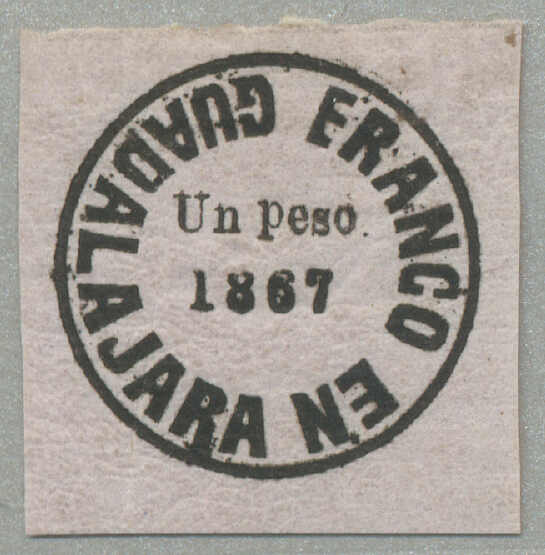 ERANCO EN GUADALAJARA
Un peso.
1867